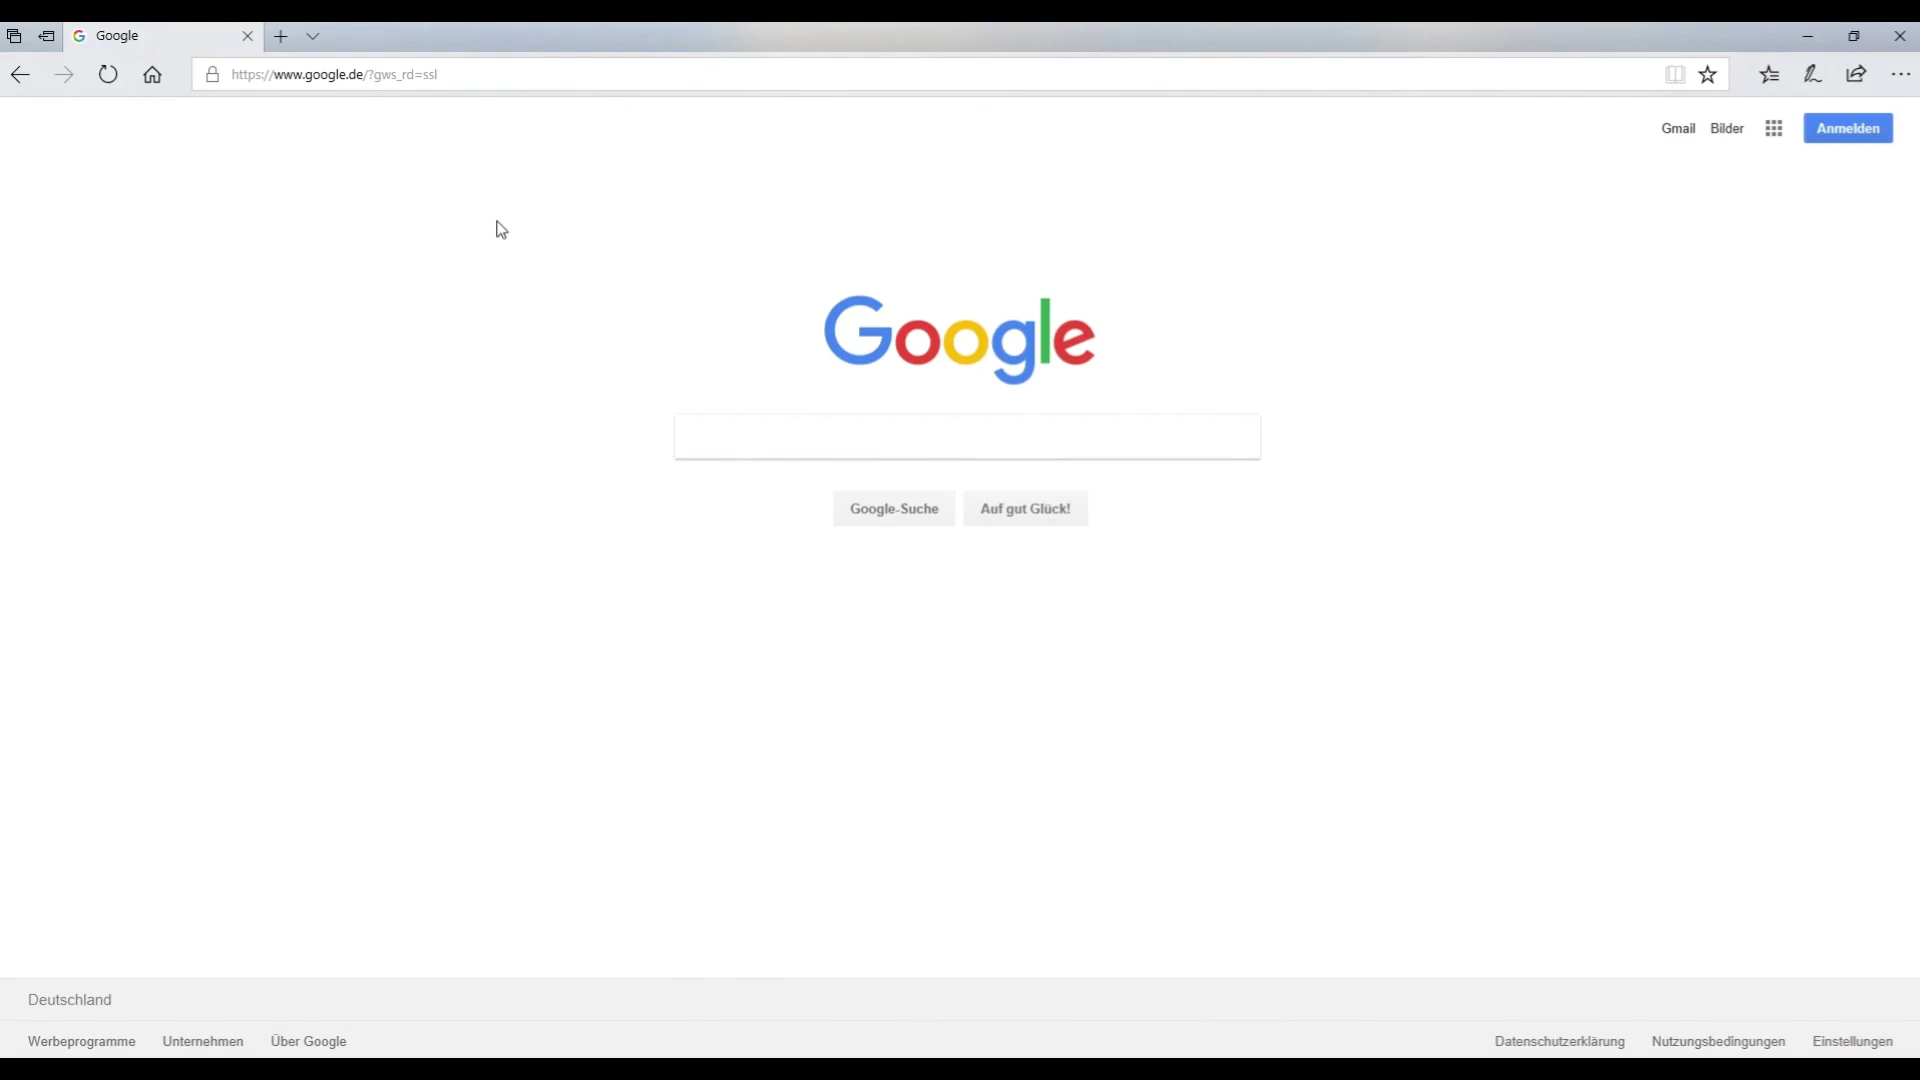 Google
https://www.google.de/?gws_rd=ssl
Gmail Bilder Anmelden
Google
Google-Suche Auf gut Glück!
Deutschland
Werbeprogramme Unternehmen Über Google Datenschutzerklärung Nutzungsbedingungen Einstellungen